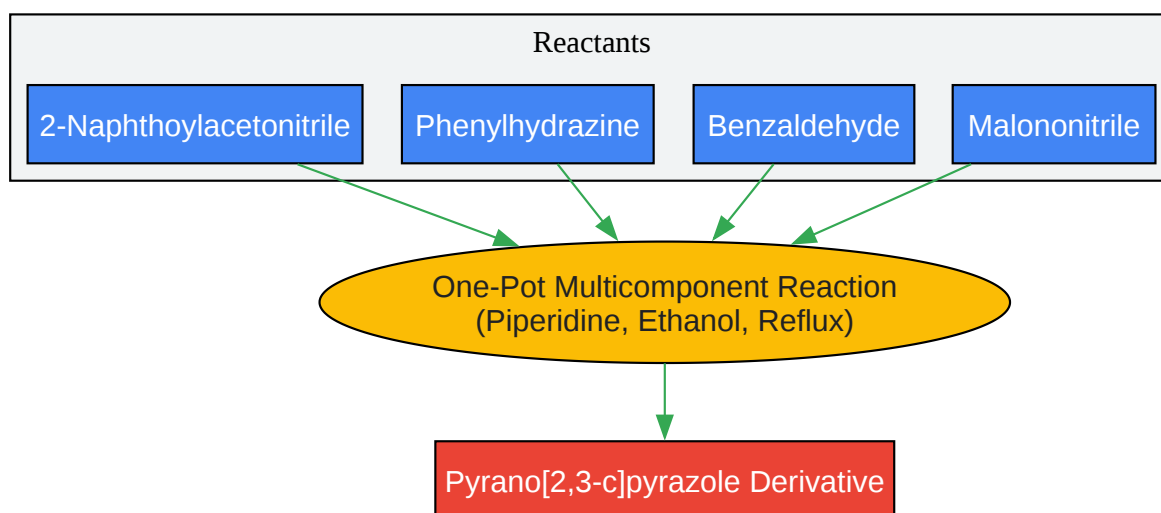 Reactants
2-Naphthoylacetonitrile
Phenylhydrazine
Benzaldehyde
Malononitrile
One-Pot Multicomponent Reaction
(Piperidine, Ethanol, Reflux)
Pyrano[2,3-c]pyrazole Derivative